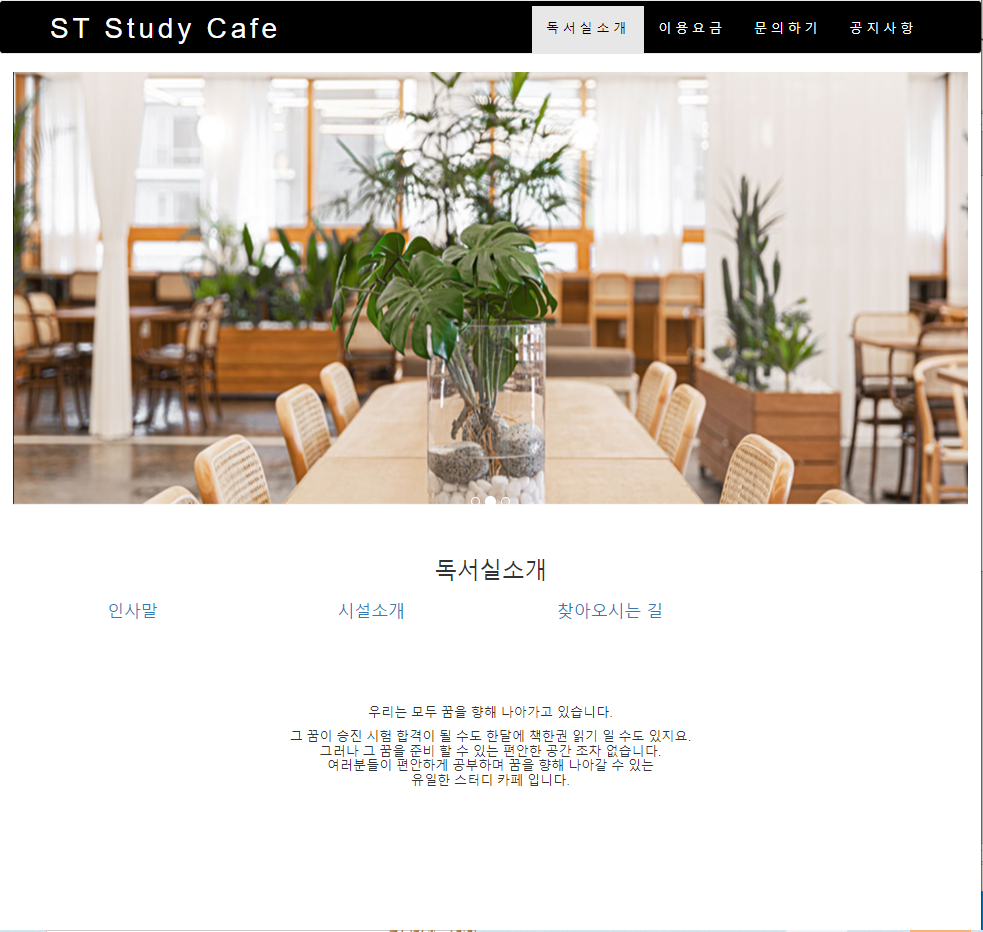 ST Study Cafe
독서실소개 이용요금 문의하기 공지사항
독서실소개
인사말 시설소개 찾아오시는 길
우리는 모두 꿈을 향해 나아가고 있습니다.
그 꿈이 승진 시험 합격이 될 수도 한달에 책한권 읽기 일 수도 있지요.
그러나 그 꿈을 준비 할 수 있는 편안한 공간 조차 없습니다.
여러분들이 편안하게 공부하며 꿈을 향해 나아갈 수 있는
유일한 스터디 카페 입니다.